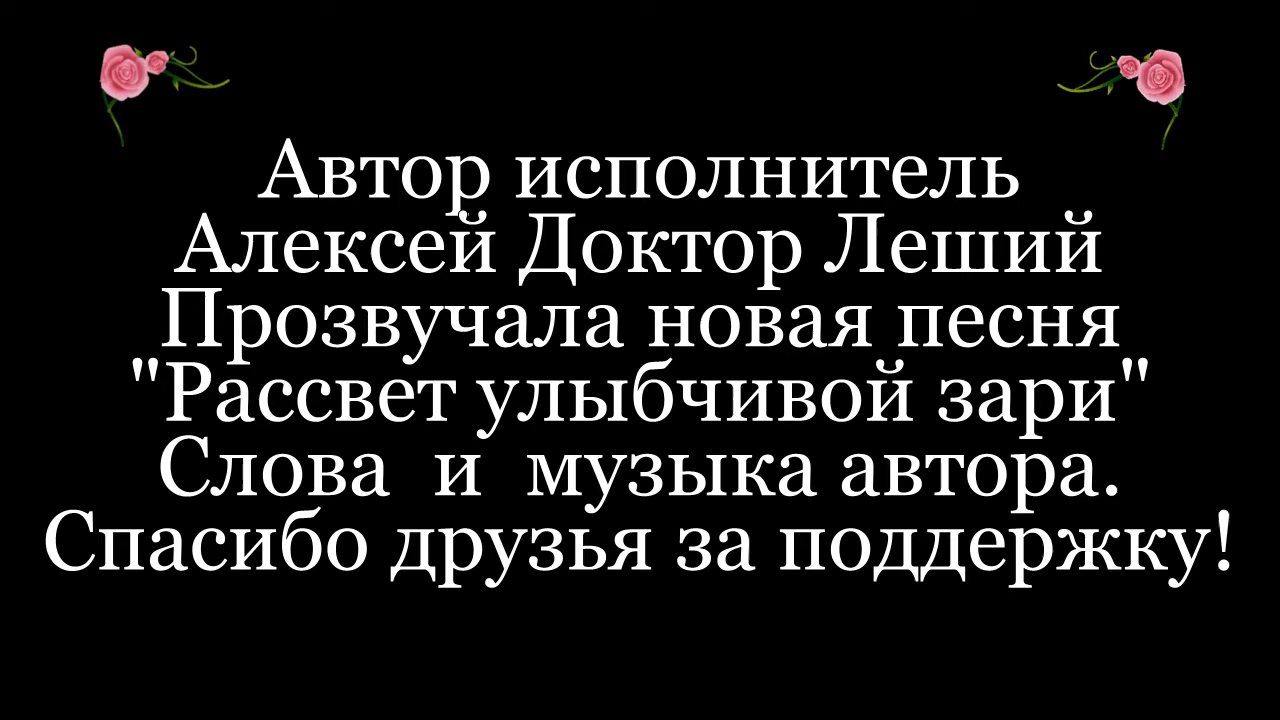 Автор исполнитель
Алексей Доктор Леший
Прозвучала новая песня
"Рассвет улыбчивой зари"
Слова  и  музыка автора.
Спасибо друзья за поддержку!